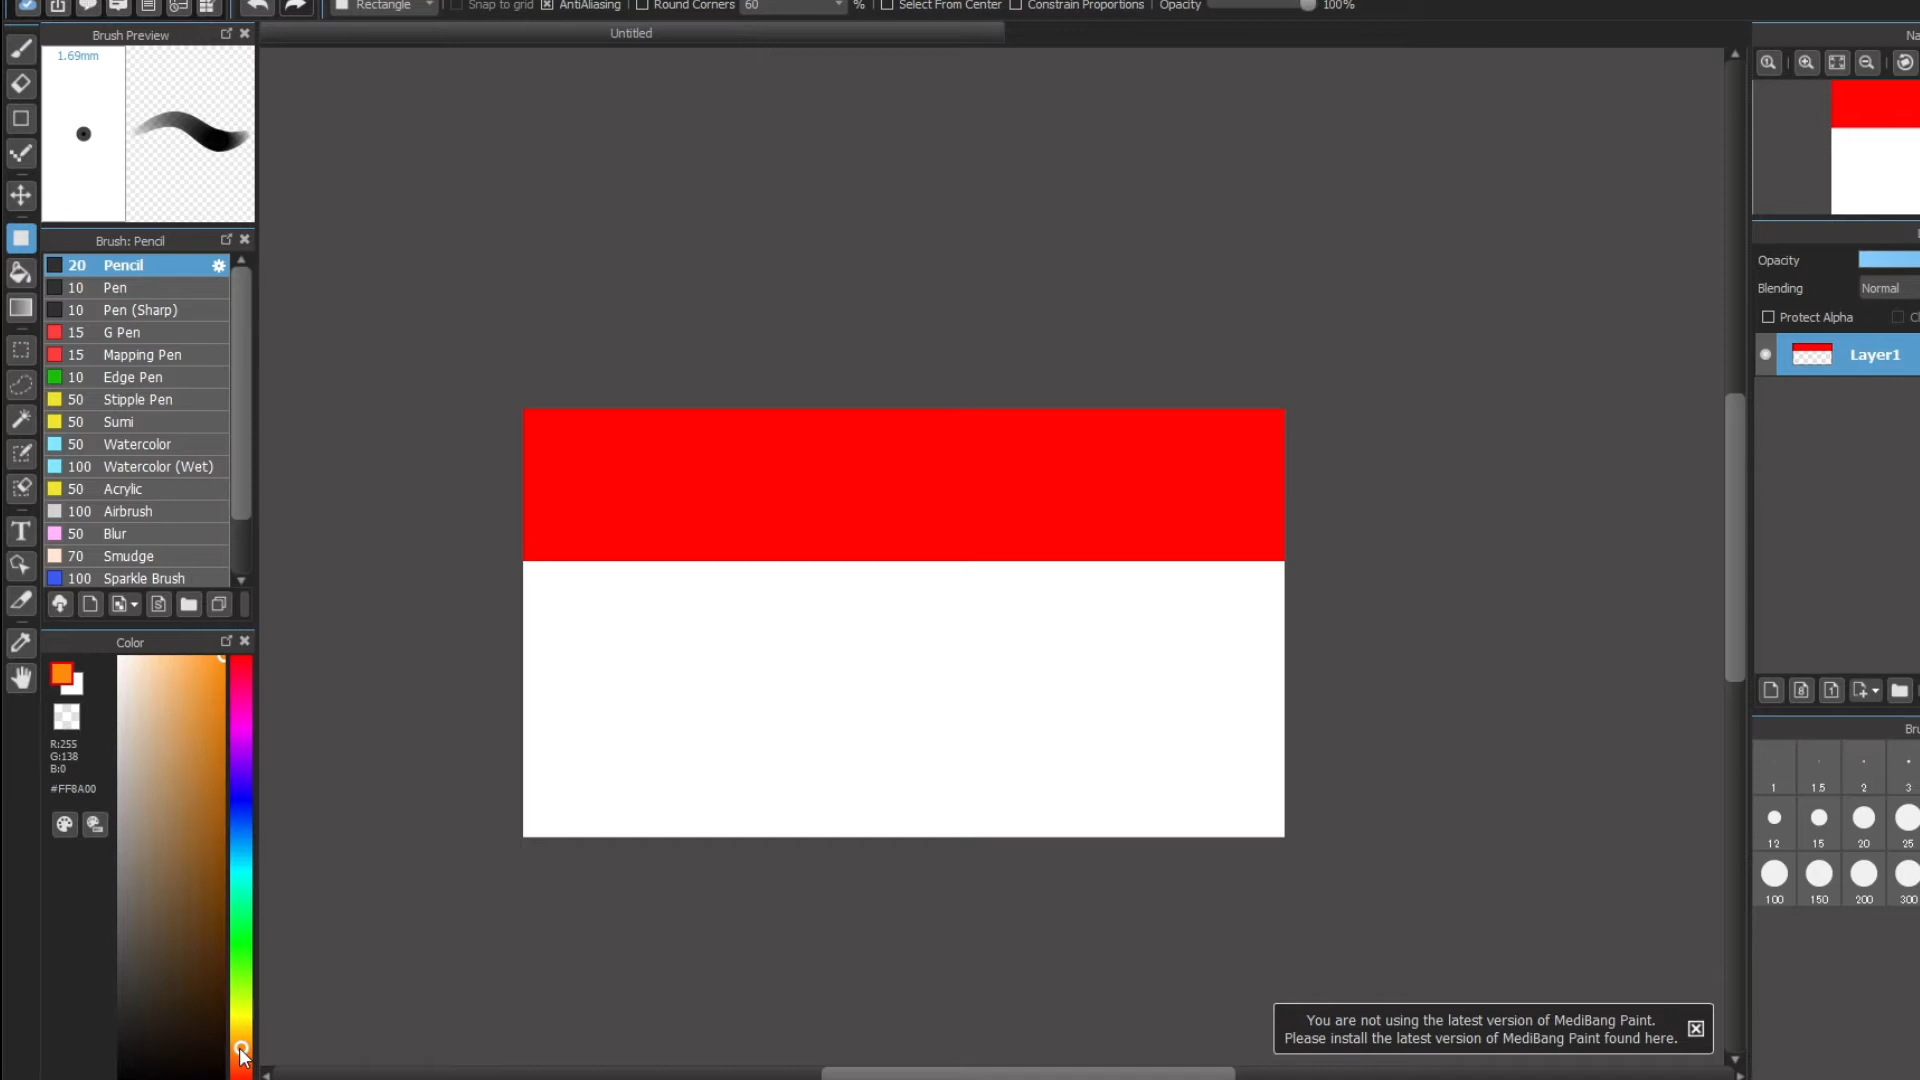 Rectangle
Snap to grid
AntiAliasing
Round Corners
60
%
Select From Center
Constrain Proportions
Opacity
100%
Brush Preview
Untitled
1.69mm
Brush: Pencil
20 Pencil
10 Pen
10 Pen (Sharp)
15 G Pen
15 Mapping Pen
10 Edge Pen
50 Stipple Pen
50 Sumi
50 Watercolor
100 Watercolor (Wet)
50 Acrylic
100 Airbrush
50 Blur
70 Smudge
100 Sparkle Brush
Color
R:255
G:138
B:0
#FF8A00
Opacity
Blending
Normal
Protect Alpha
Layer1
1
1.5
2
3
12
15
20
25
100
150
200
300
You are not using the latest version of MediBang Paint.
Please install the latest version of MediBang Paint found here.